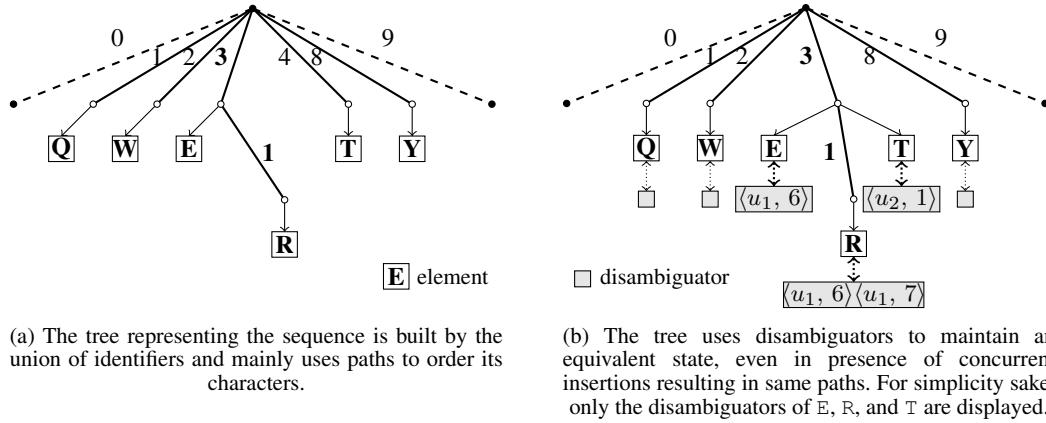 0 1 2 3 4 8 9
Q W E T Y
1
R
E element
(a) The tree representing the sequence is built by the
union of identifiers and mainly uses paths to order its
characters.
0 1 2 3 8 9
Q W E T Y
1
⟨u₁, 6⟩ ⟨u₂, 1⟩
R
disambiguator
⟨u₁, 6⟩⟨u₁, 7⟩
(b) The tree uses disambiguators to maintain an
equivalent state, even in presence of concurren
insertions resulting in same paths. For simplicity sake
only the disambiguators of E, R, and T are displayed.